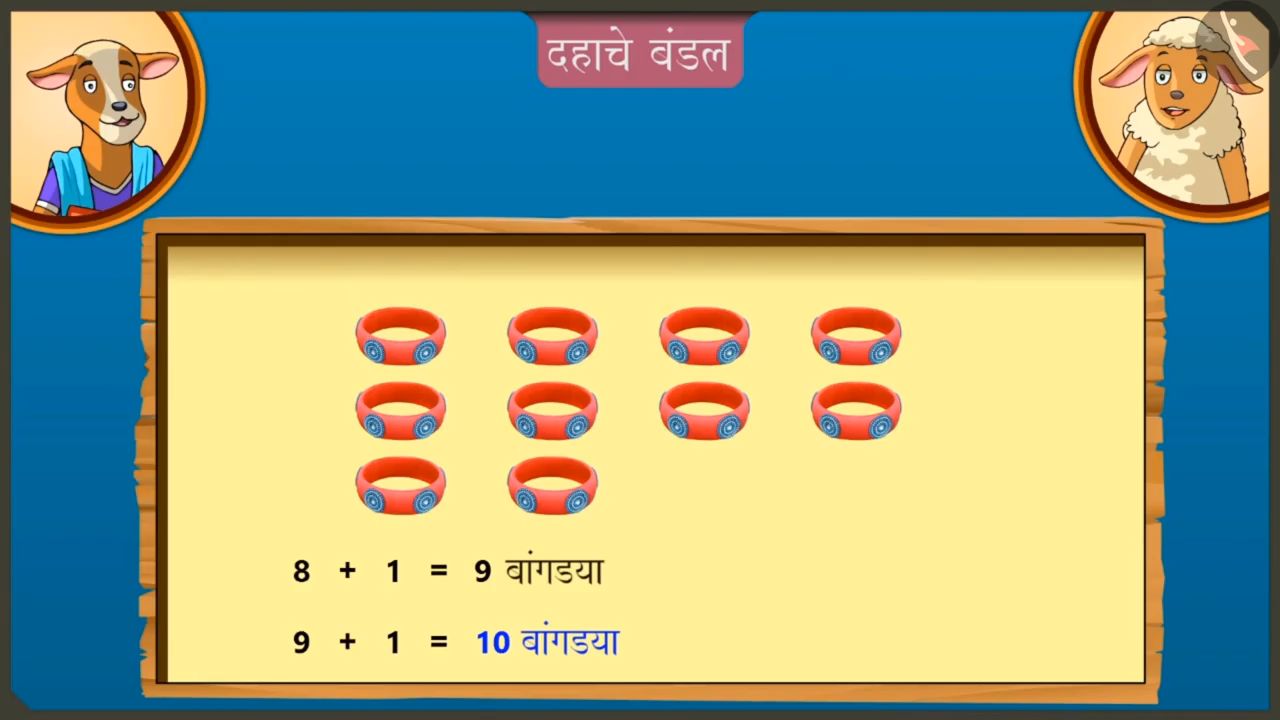 दहाचे बंडल
8 + 1 = 9 बांगडया
9 + 1 = 10 बांगडया